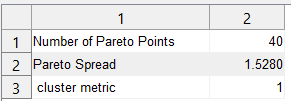 1 2
1 Number of Pareto Points 40
2 Pareto Spread 1.5280
3 cluster metric 1